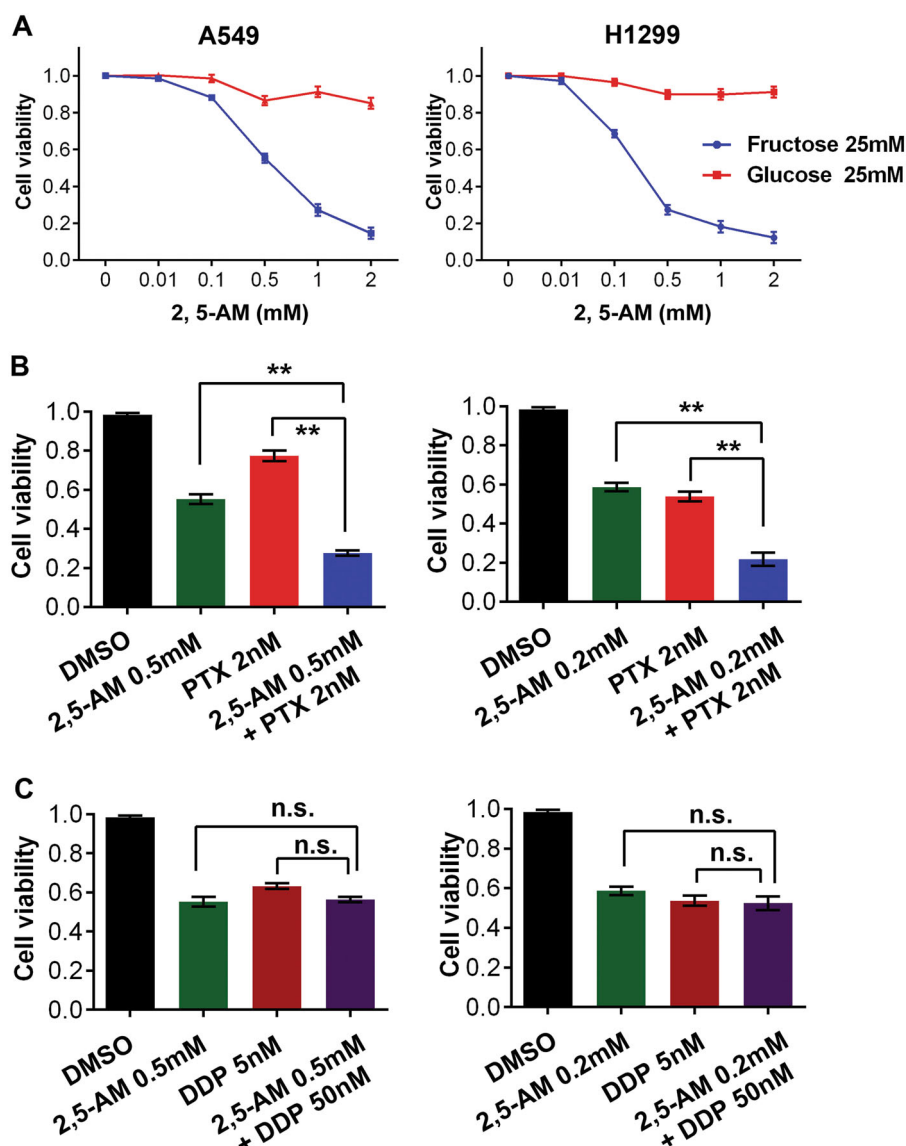 A
A549
H1299
Cell viability
1.0
0.8
0.6
0.4
0.2
0.0
0
0.01
0.1
0.5
1
2
2, 5-AM (mM)
Cell viability
1.0
0.8
0.6
0.4
0.2
0.0
0
0.01
0.1
0.5
1
2
2, 5-AM (mM)
Fructose 25mM
Glucose 25mM
B
Cell viability
1.0
0.8
0.6
0.4
0.2
0.0
**
**
DMSO
2,5-AM 0.5mM
PTX 2nM
2,5-AM 0.5mM
+ PTX 2nM
Cell viability
1.0
0.8
0.6
0.4
0.2
0.0
**
**
DMSO
2,5-AM 0.2mM
PTX 2nM
2,5-AM 0.2mM
+ PTX 2nM
C
Cell viability
1.0
0.8
0.6
0.4
0.2
0.0
n.s.
n.s.
DMSO
2,5-AM 0.5mM
DDP 5nM
2,5-AM 0.5mM
+ DDP 50nM
Cell viability
1.0
0.8
0.6
0.4
0.2
0.0
n.s.
n.s.
DMSO
2,5-AM 0.2mM
DDP 5nM
2,5-AM 0.2mM
+ DDP 50nM